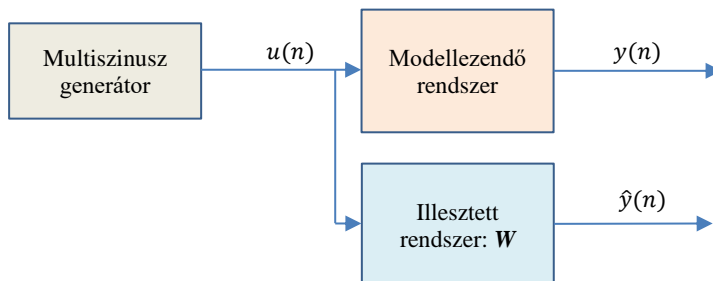 Multiszinusz
generátor
u(n)
Modellezendő
rendszer
y(n)
Illesztett
rendszer: W
ŷ(n)